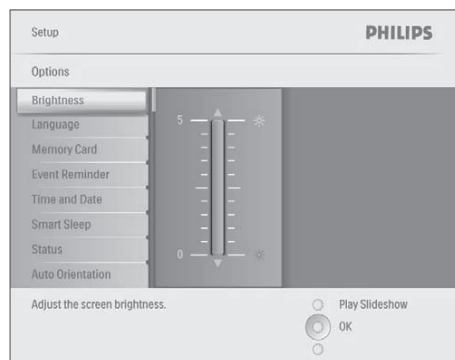 Setup
PHILIPS
Options
Brightness
Language
Memory Card
Event Reminder
Time and Date
Smart Sleep
Status
Auto Orientation
5
0
Adjust the screen brightness.
Play Slideshow
OK